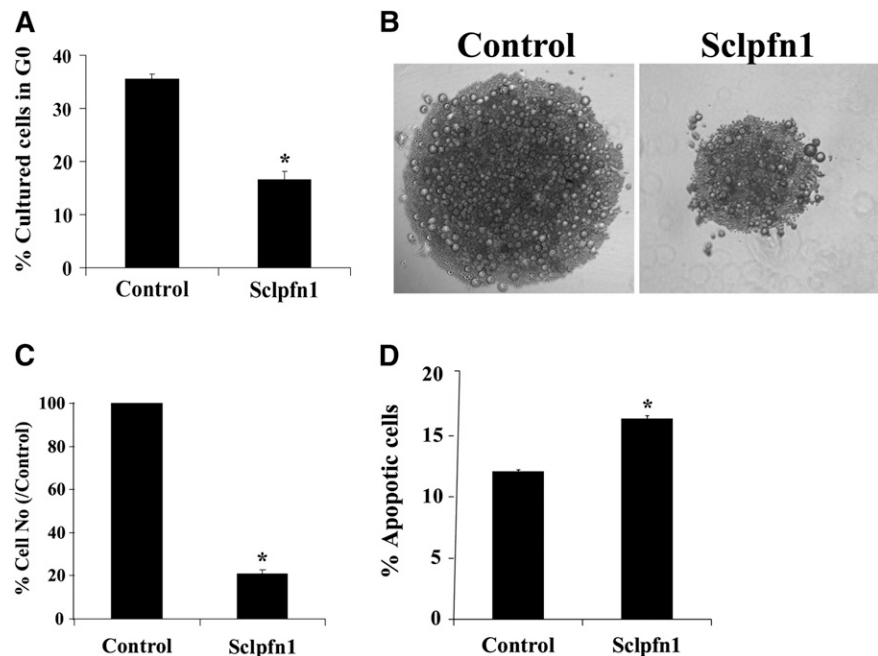 A
% Cultured cells in G0
40
30
20
10
0
*
Control
Sclpfn1
B
Control
Sclpfn1
C
% Cell No (/Control)
100
80
60
40
20
0
*
Control
Sclpfn1
D
% Apopotic cells
20
15
10
5
0
*
Control
Sclpfn1